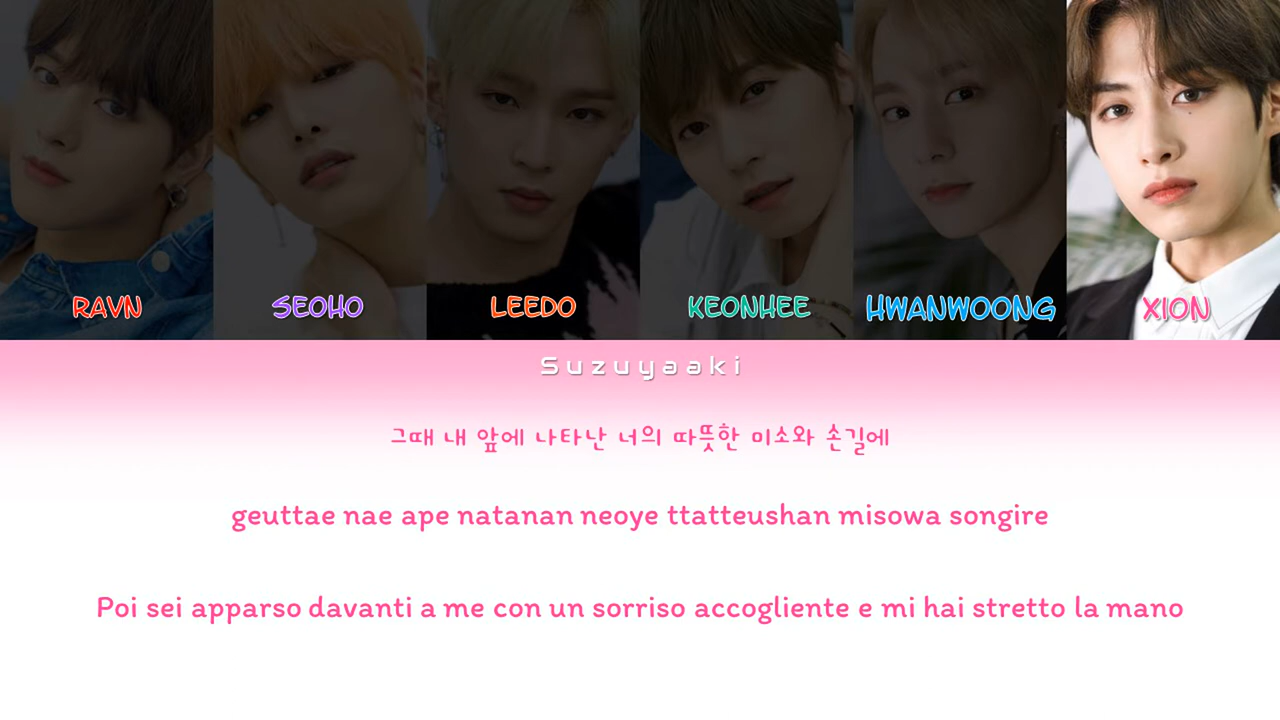 RAVN SEOHO LEEDO KEONHEE HWANWOONG XION
Suzuyaaki
그때 내 앞에 나타난 너의 따뜻한 미소와 손길에
geuttae nae ape natanan neoye ttatteushan misowa songire
Poi sei apparso davanti a me con un sorriso accogliente e mi hai stretto la mano